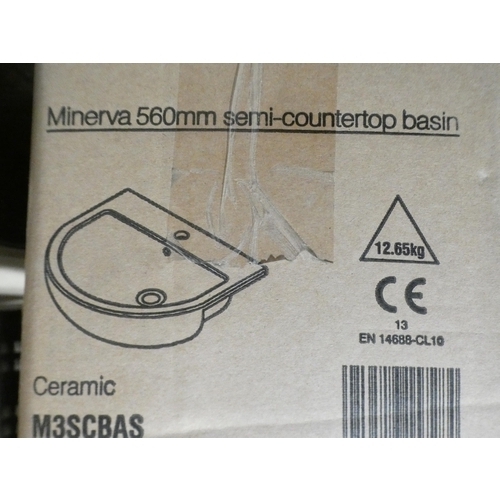 Minerva 560mm semi-countertop basin
12.65kg
CE
13
EN 14688-CL10
Ceramic
M3SCBAS